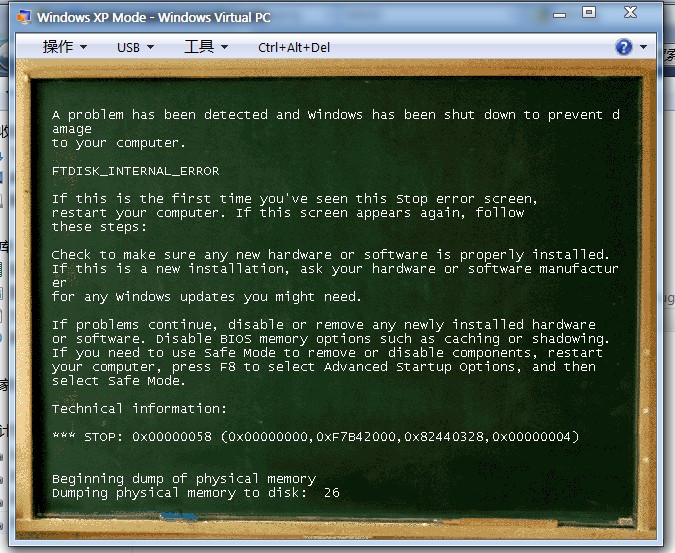 Windows XP Mode - Windows Virtual PC
操作 USB 工具 Ctrl+Alt+Del
A problem has been detected and Windows has been shut down to prevent d
amage
to your computer.
FTDISK_INTERNAL_ERROR
If this is the first time you've seen this Stop error screen,
restart your computer. If this screen appears again, follow
these steps:
Check to make sure any new hardware or software is properly installed.
If this is a new installation, ask your hardware or software manufactur
er
for any Windows updates you might need.
If problems continue, disable or remove any newly installed hardware
or software. Disable BIOS memory options such as caching or shadowing.
If you need to use Safe Mode to remove or disable components, restart
your computer, press F8 to select Advanced Startup Options, and then
select Safe Mode.
Technical information:
*** STOP: 0x00000058 (0x00000000,0xF7B42000,0x82440328,0x00000004)
Beginning dump of physical memory
Dumping physical memory to disk:  26